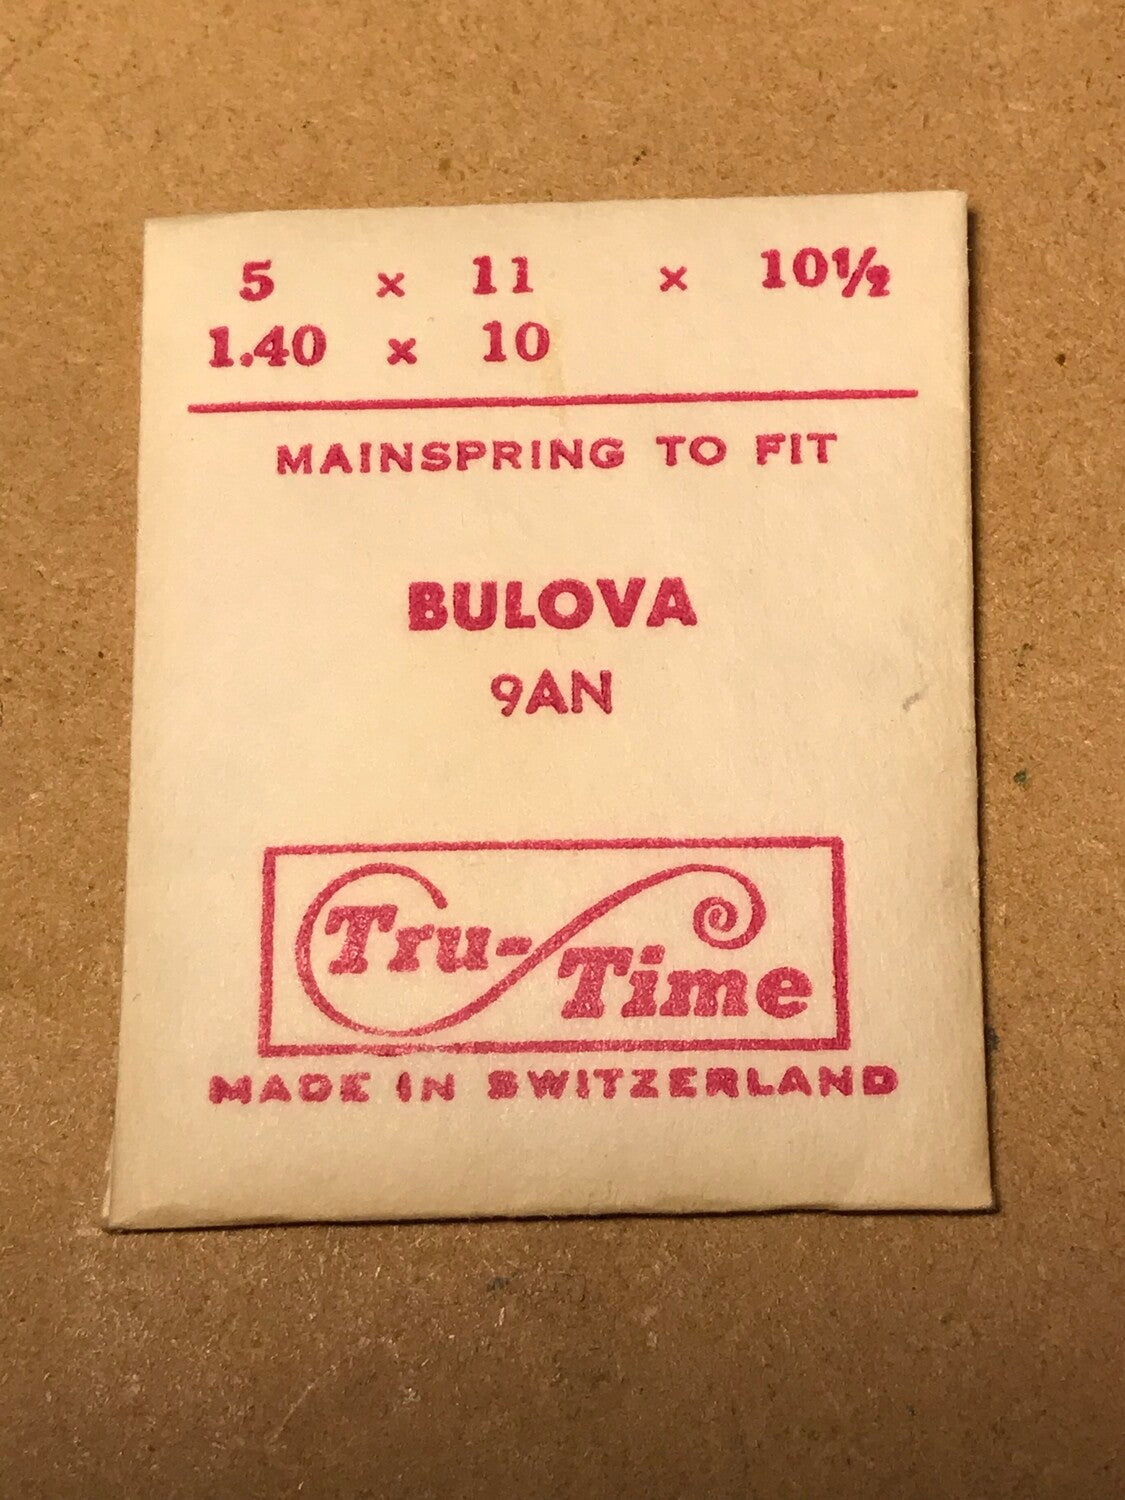 5 x 11 x 10½
1.40 x 10
MAINSPRING TO FIT
BULOVA
9AN
Tru-Time
MADE IN SWITZERLAND